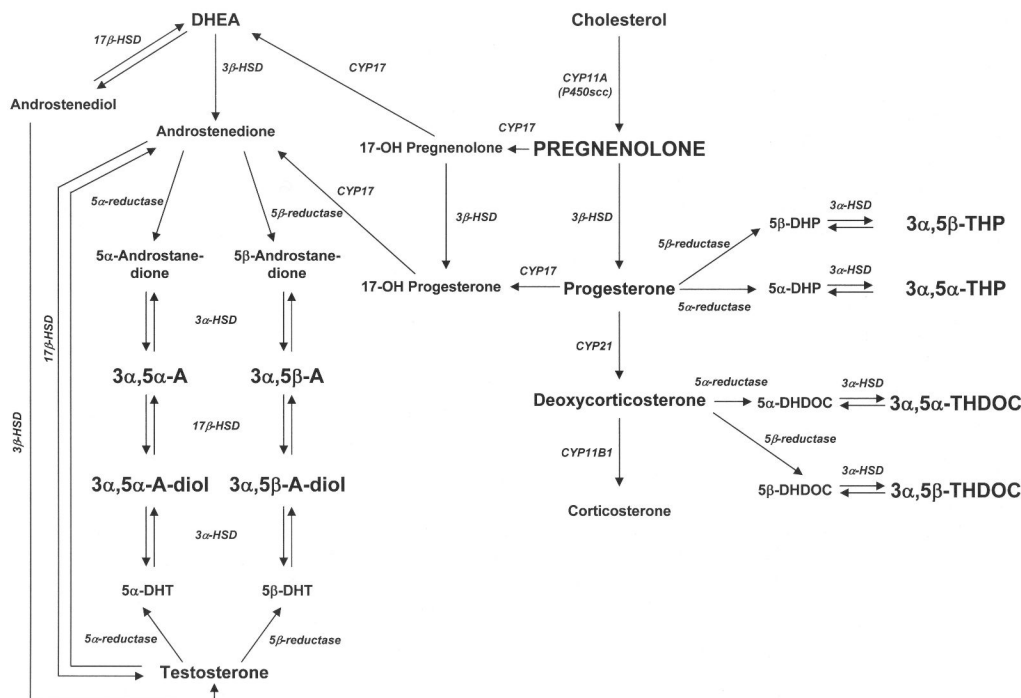 DHEA
Cholesterol
17β-HSD
3β-HSD
CYP17
CYP11A
(P450scc)
Androstenediol
Androstenedione
CYP17
17-OH Pregnenolone
PREGNENOLONE
CYP17
5α-reductase
5β-reductase
3β-HSD
3β-HSD
5β-DHP
3α-HSD
3α,5β-THP
5β-reductase
5α-Androstane-
dione
5β-Androstane-
dione
17-OH Progesterone
CYP17
Progesterone
5α-DHP
3α-HSD
3α,5α-THP
5α-reductase
3α-HSD
17β-HSD
CYP21
3α,5α-A
3α,5β-A
5α-reductase
3α-HSD
Deoxycorticosterone
5α-DHDOC
3α,5α-THDOC
3β-HSD
17β-HSD
5β-reductase
CYP11B1
3α-HSD
3α,5α-A-diol
3α,5β-A-diol
5β-DHDOC
3α,5β-THDOC
Corticosterone
3α-HSD
5α-DHT
5β-DHT
5α-reductase
5β-reductase
Testosterone